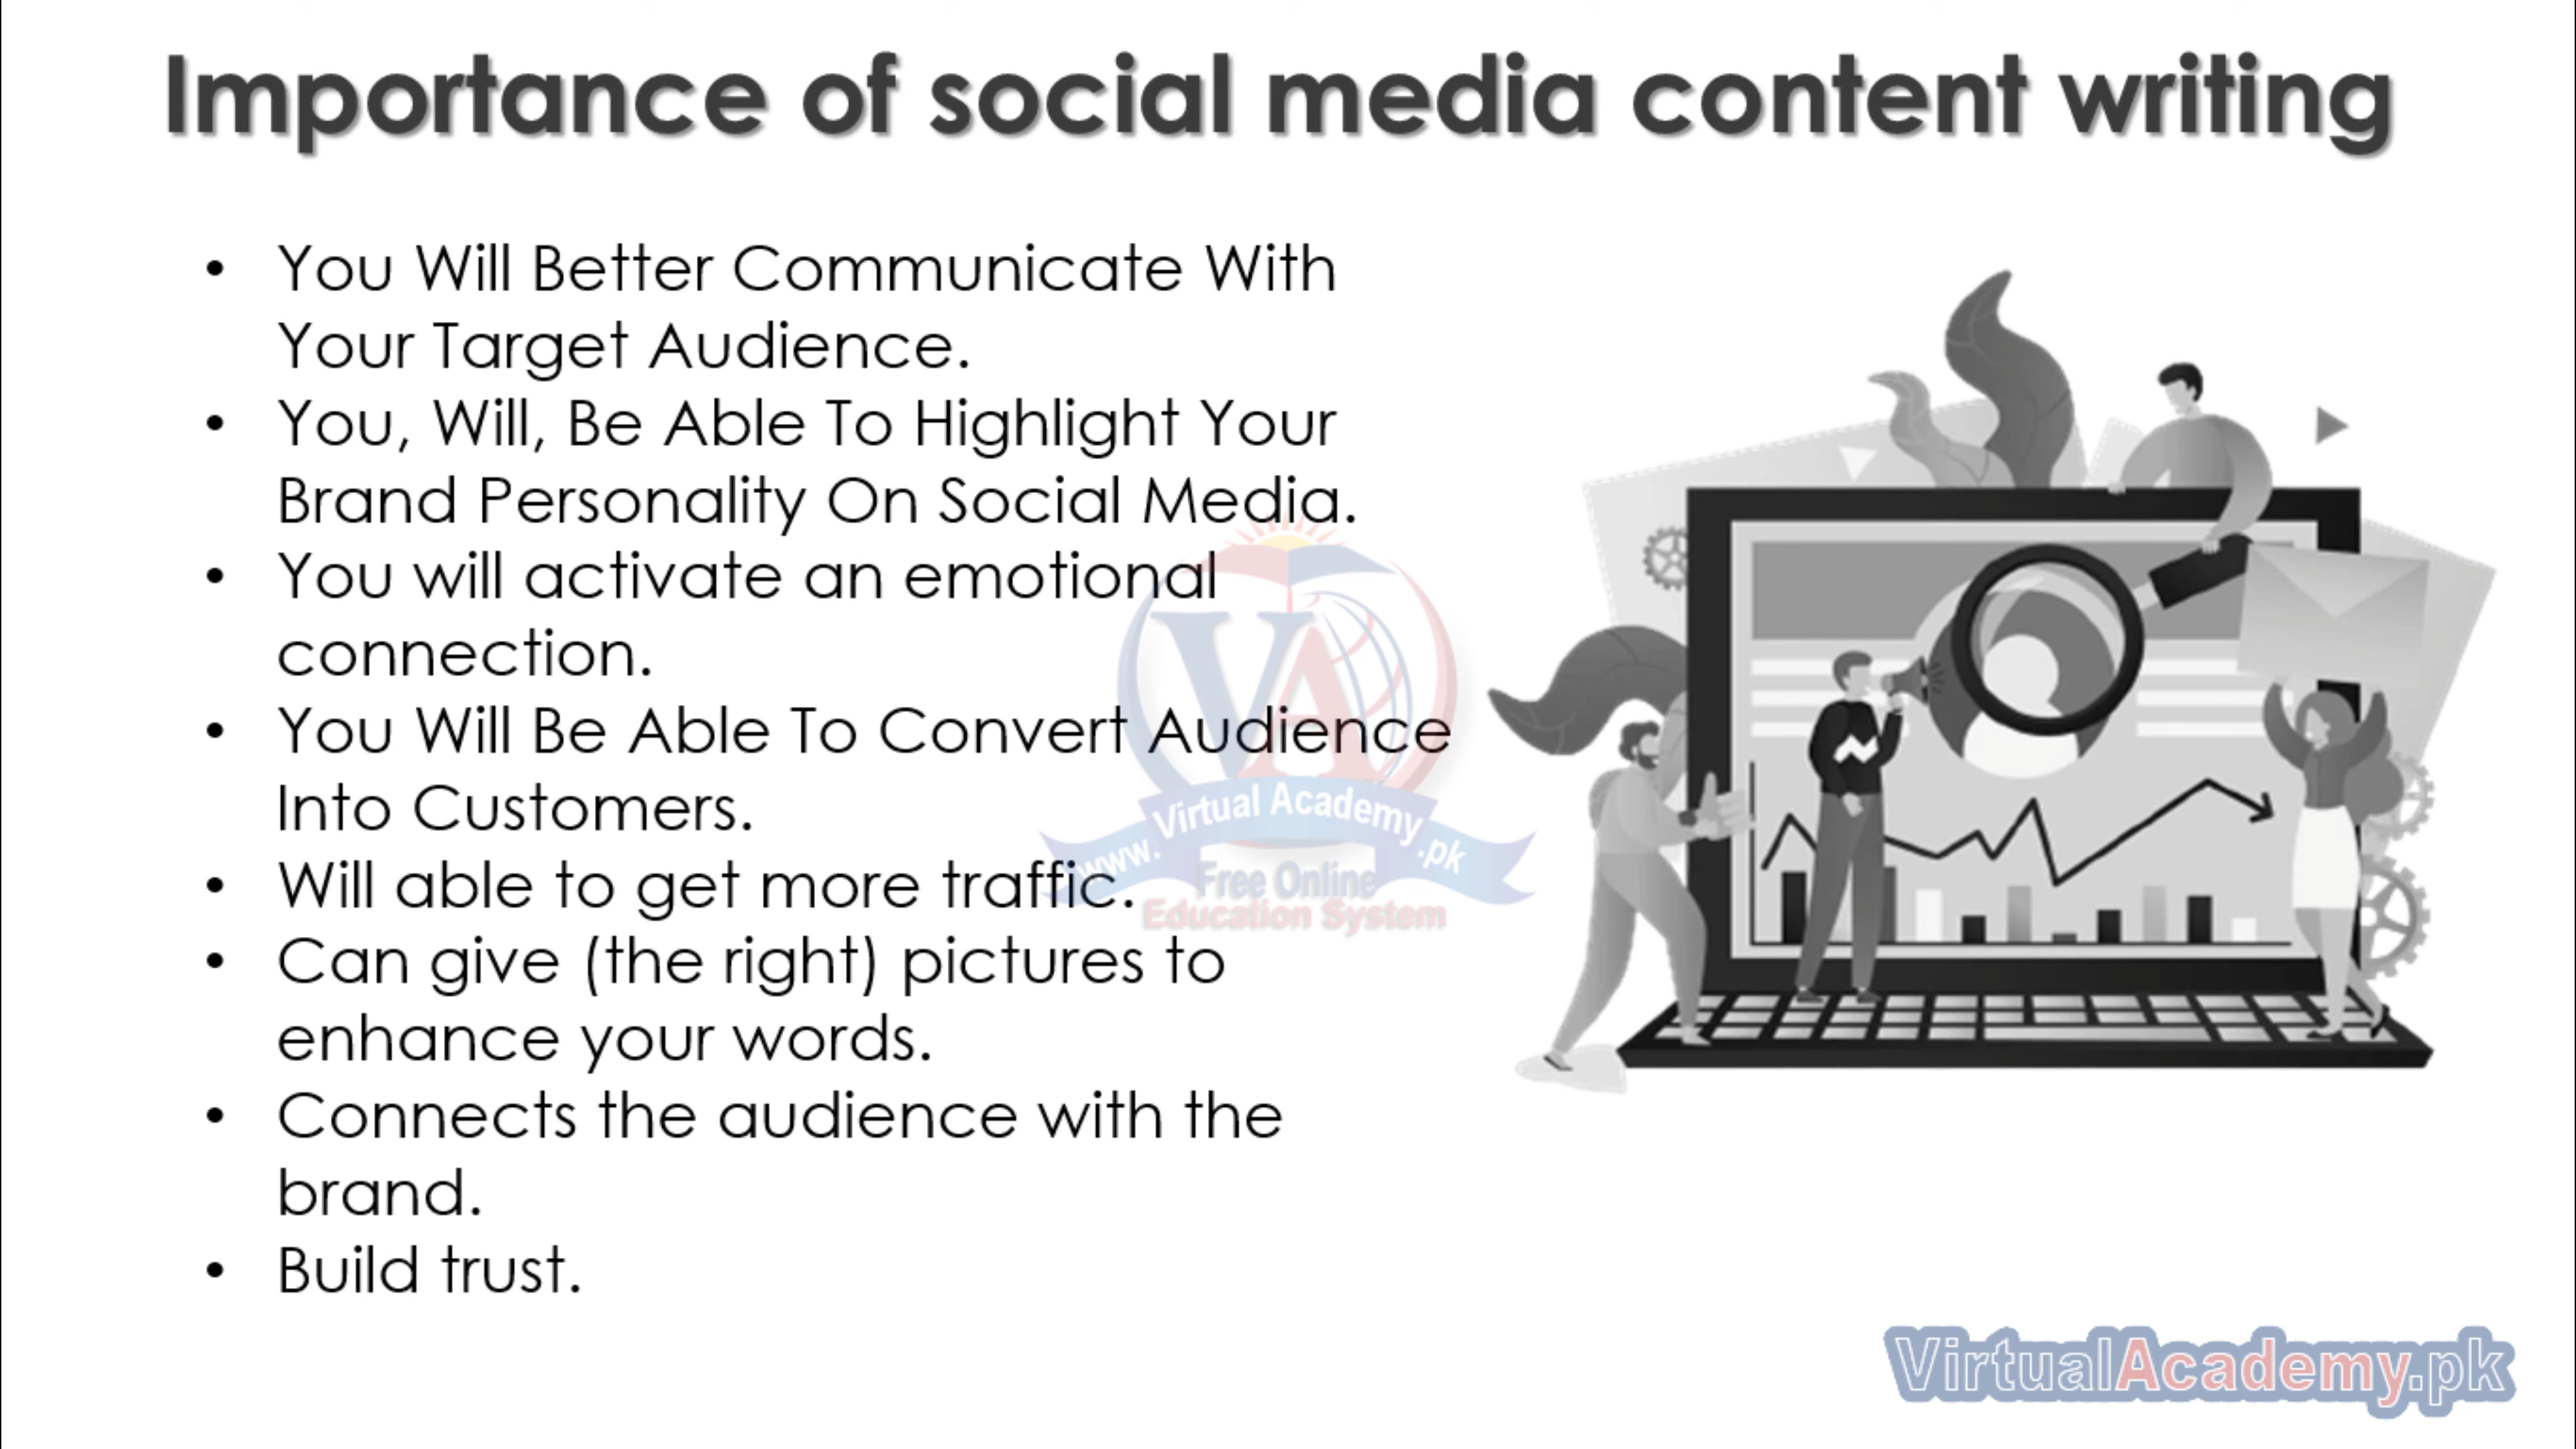 Importance of social media content writing
• You Will Better Communicate With
Your Target Audience.
• You, Will, Be Able To Highlight Your
Brand Personality On Social Media.
• You will activate an emotional
connection.
• You Will Be Able To Convert Audience
Into Customers.
• Will able to get more traffic.
• Can give (the right) pictures to
enhance your words.
• Connects the audience with the
brand.
• Build trust.
VA
www.VirtualAcademy.pk
Free Online
Education System
VirtualAcademy.pk